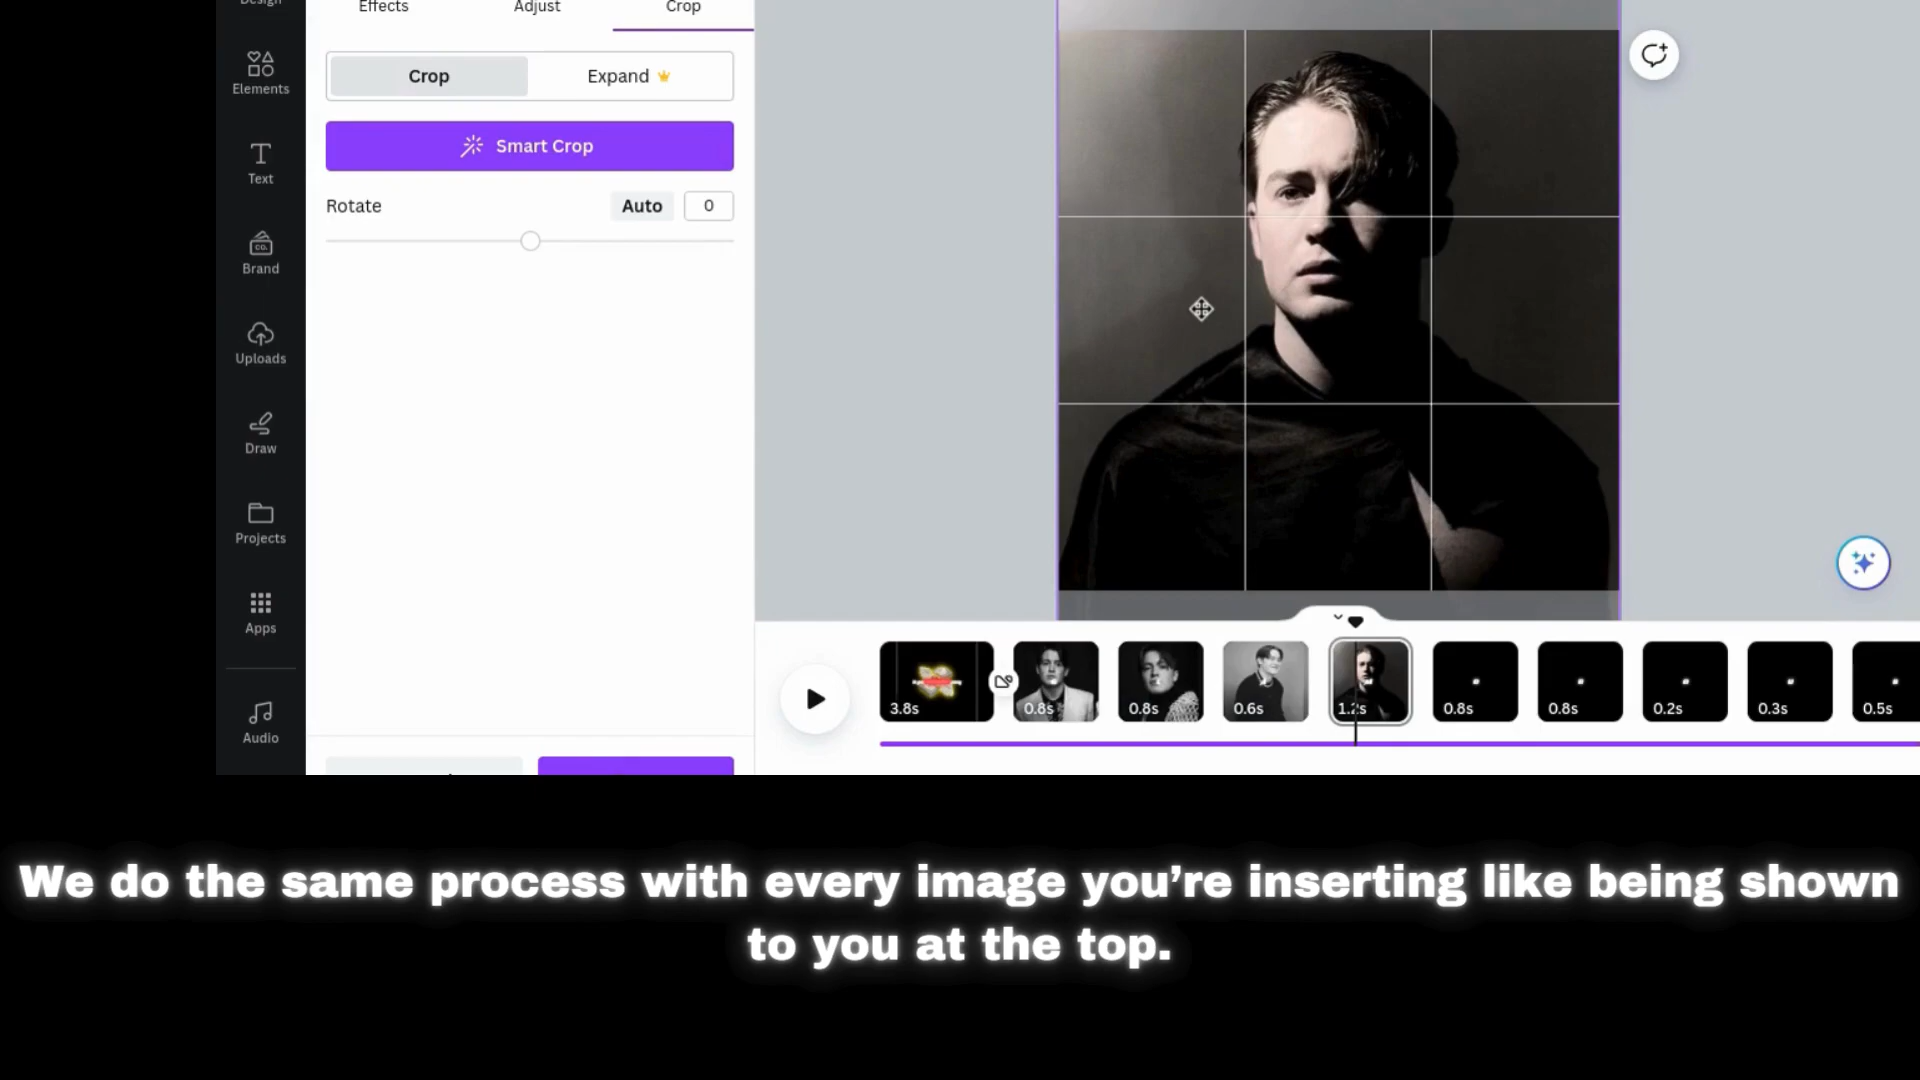 Design
Effects
Adjust
Crop
Elements
Crop
Expand
Text
Smart Crop
Rotate
Auto
0
Brand
CO.
Uploads
Draw
Projects
Apps
Audio
3.8s
0.8s
0.8s
0.6s
1.2s
0.8s
0.8s
0.2s
0.3s
0.5s
We do the same process with every image you’re inserting like being shown
to you at the top.